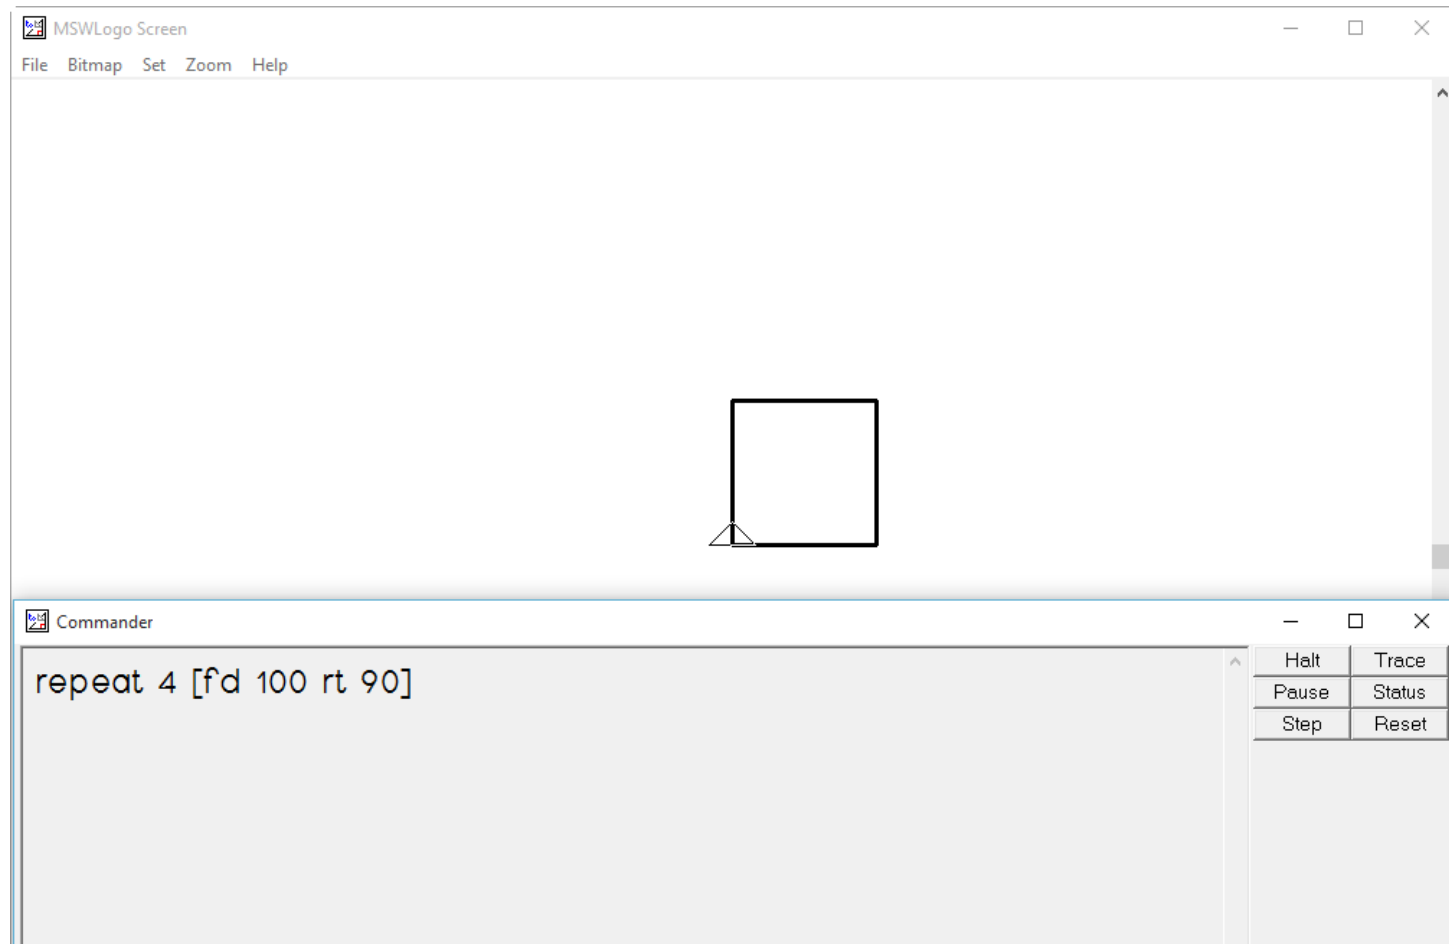 MSWLogo Screen
File Bitmap Set Zoom Help
Commander
repeat 4 [fd 100 rt 90]
Halt Trace
Pause Status
Step Reset